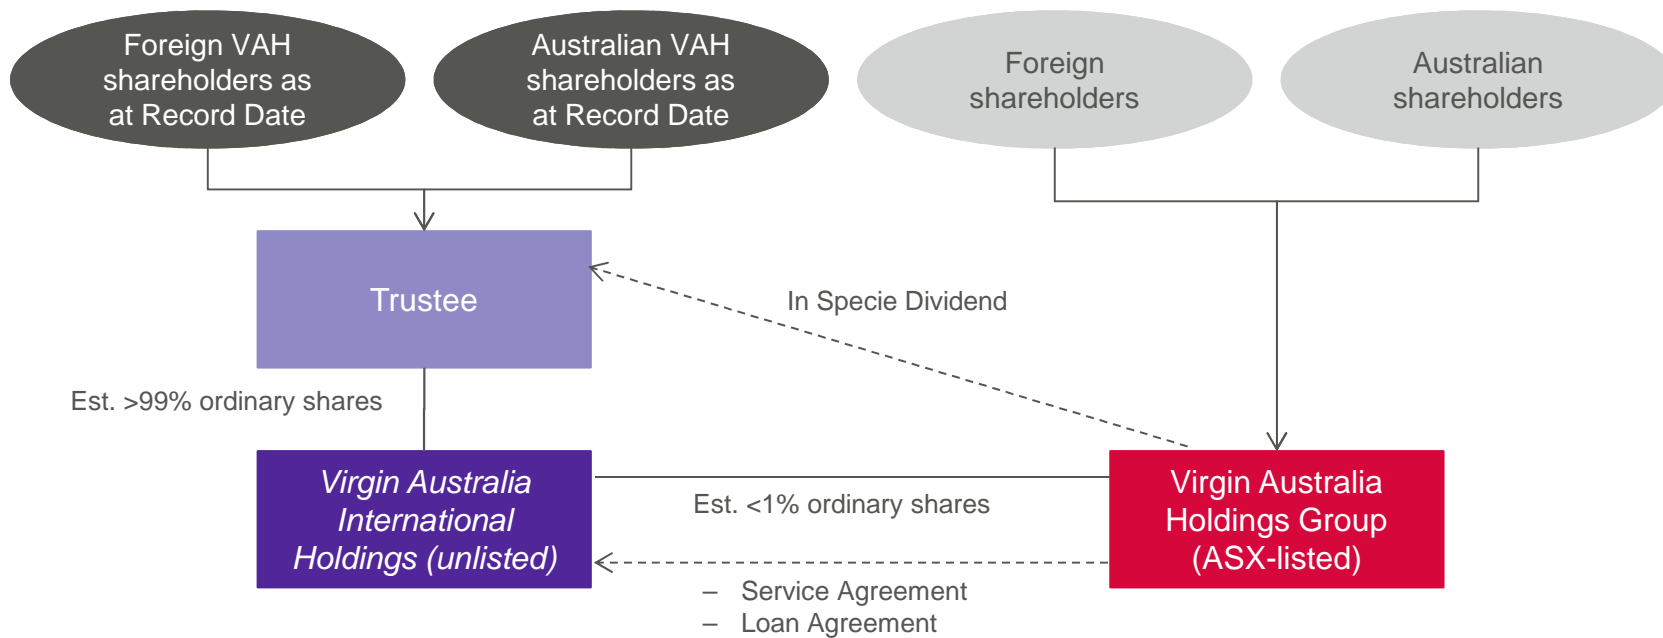 Foreign VAH
shareholders as
at Record Date
Australian VAH
shareholders as
at Record Date
Foreign
shareholders
Australian
shareholders
Trustee
In Specie Dividend
Est. >99% ordinary shares
Virgin Australia
International
Holdings (unlisted)
Est. <1% ordinary shares
Virgin Australia
Holdings Group
(ASX-listed)
– Service Agreement
– Loan Agreement